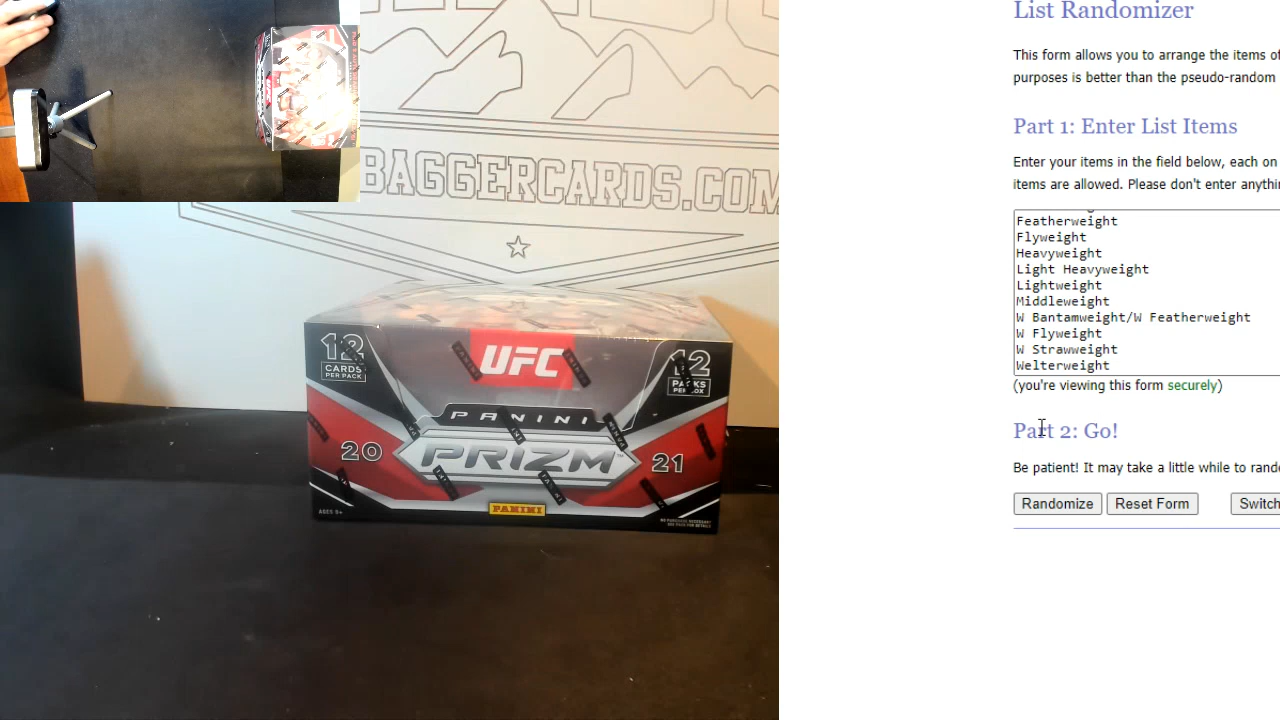 BAGGERCARDS.COM
12
CARDS
PER PACK
UFC
12
PACKS
PER BOX
PANINI
20
PRIZM
21
PANINI
AGES 9+
List Randomizer
This form allows you to arrange the items of
purposes is better than the pseudo-random
Part 1: Enter List Items
Enter your items in the field below, each on
items are allowed. Please don't enter anythi
Featherweight
Flyweight
Heavyweight
Light Heavyweight
Lightweight
Middleweight
W Bantamweight/W Featherweight
W Flyweight
W Strawweight
Welterweight
(you're viewing this form securely)
Part 2: Go!
Be patient! It may take a little while to rand
Randomize
Reset Form
Switch